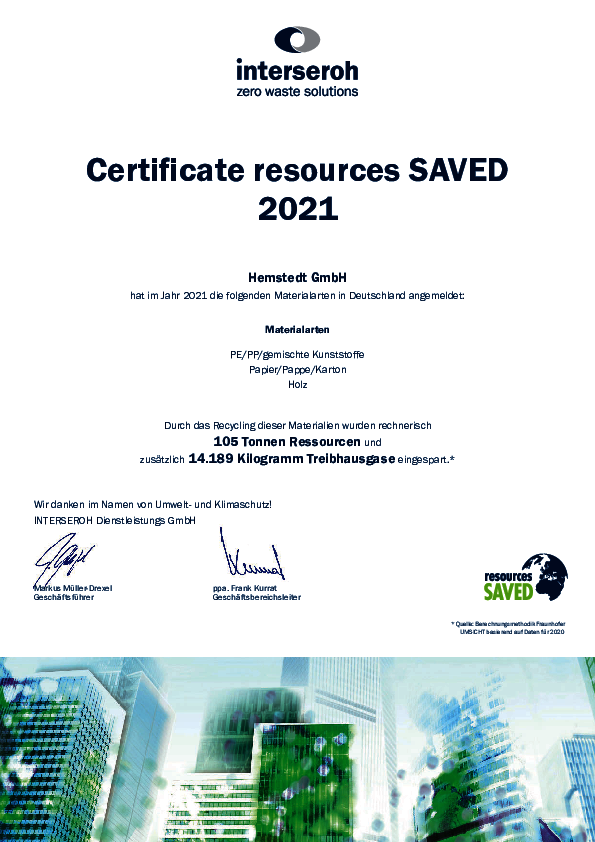 interseroh
zero waste solutions
Certificate resources SAVED
2021
Hemstedt GmbH
hat im Jahr 2021 die folgenden Materialarten in Deutschland angemeldet:
Materialarten
PE/PP/gemischte Kunststoffe
Papier/Pappe/Karton
Holz
Durch das Recycling dieser Materialien wurden rechnerisch
105 Tonnen Ressourcen und
zusätzlich 14.189 Kilogramm Treibhausgase eingespart.*
Wir danken im Namen von Umwelt- und Klimaschutz!
INTERSEROH Dienstleistungs GmbH
Markus Müller-Drexel
Geschäftsführer
ppa. Frank Kurrat
Geschäftsbereichsleiter
resources
SAVED
* Quelle: Berechnungsmethodik Fraunhofer
UMSICHT basierend auf Daten für 2020